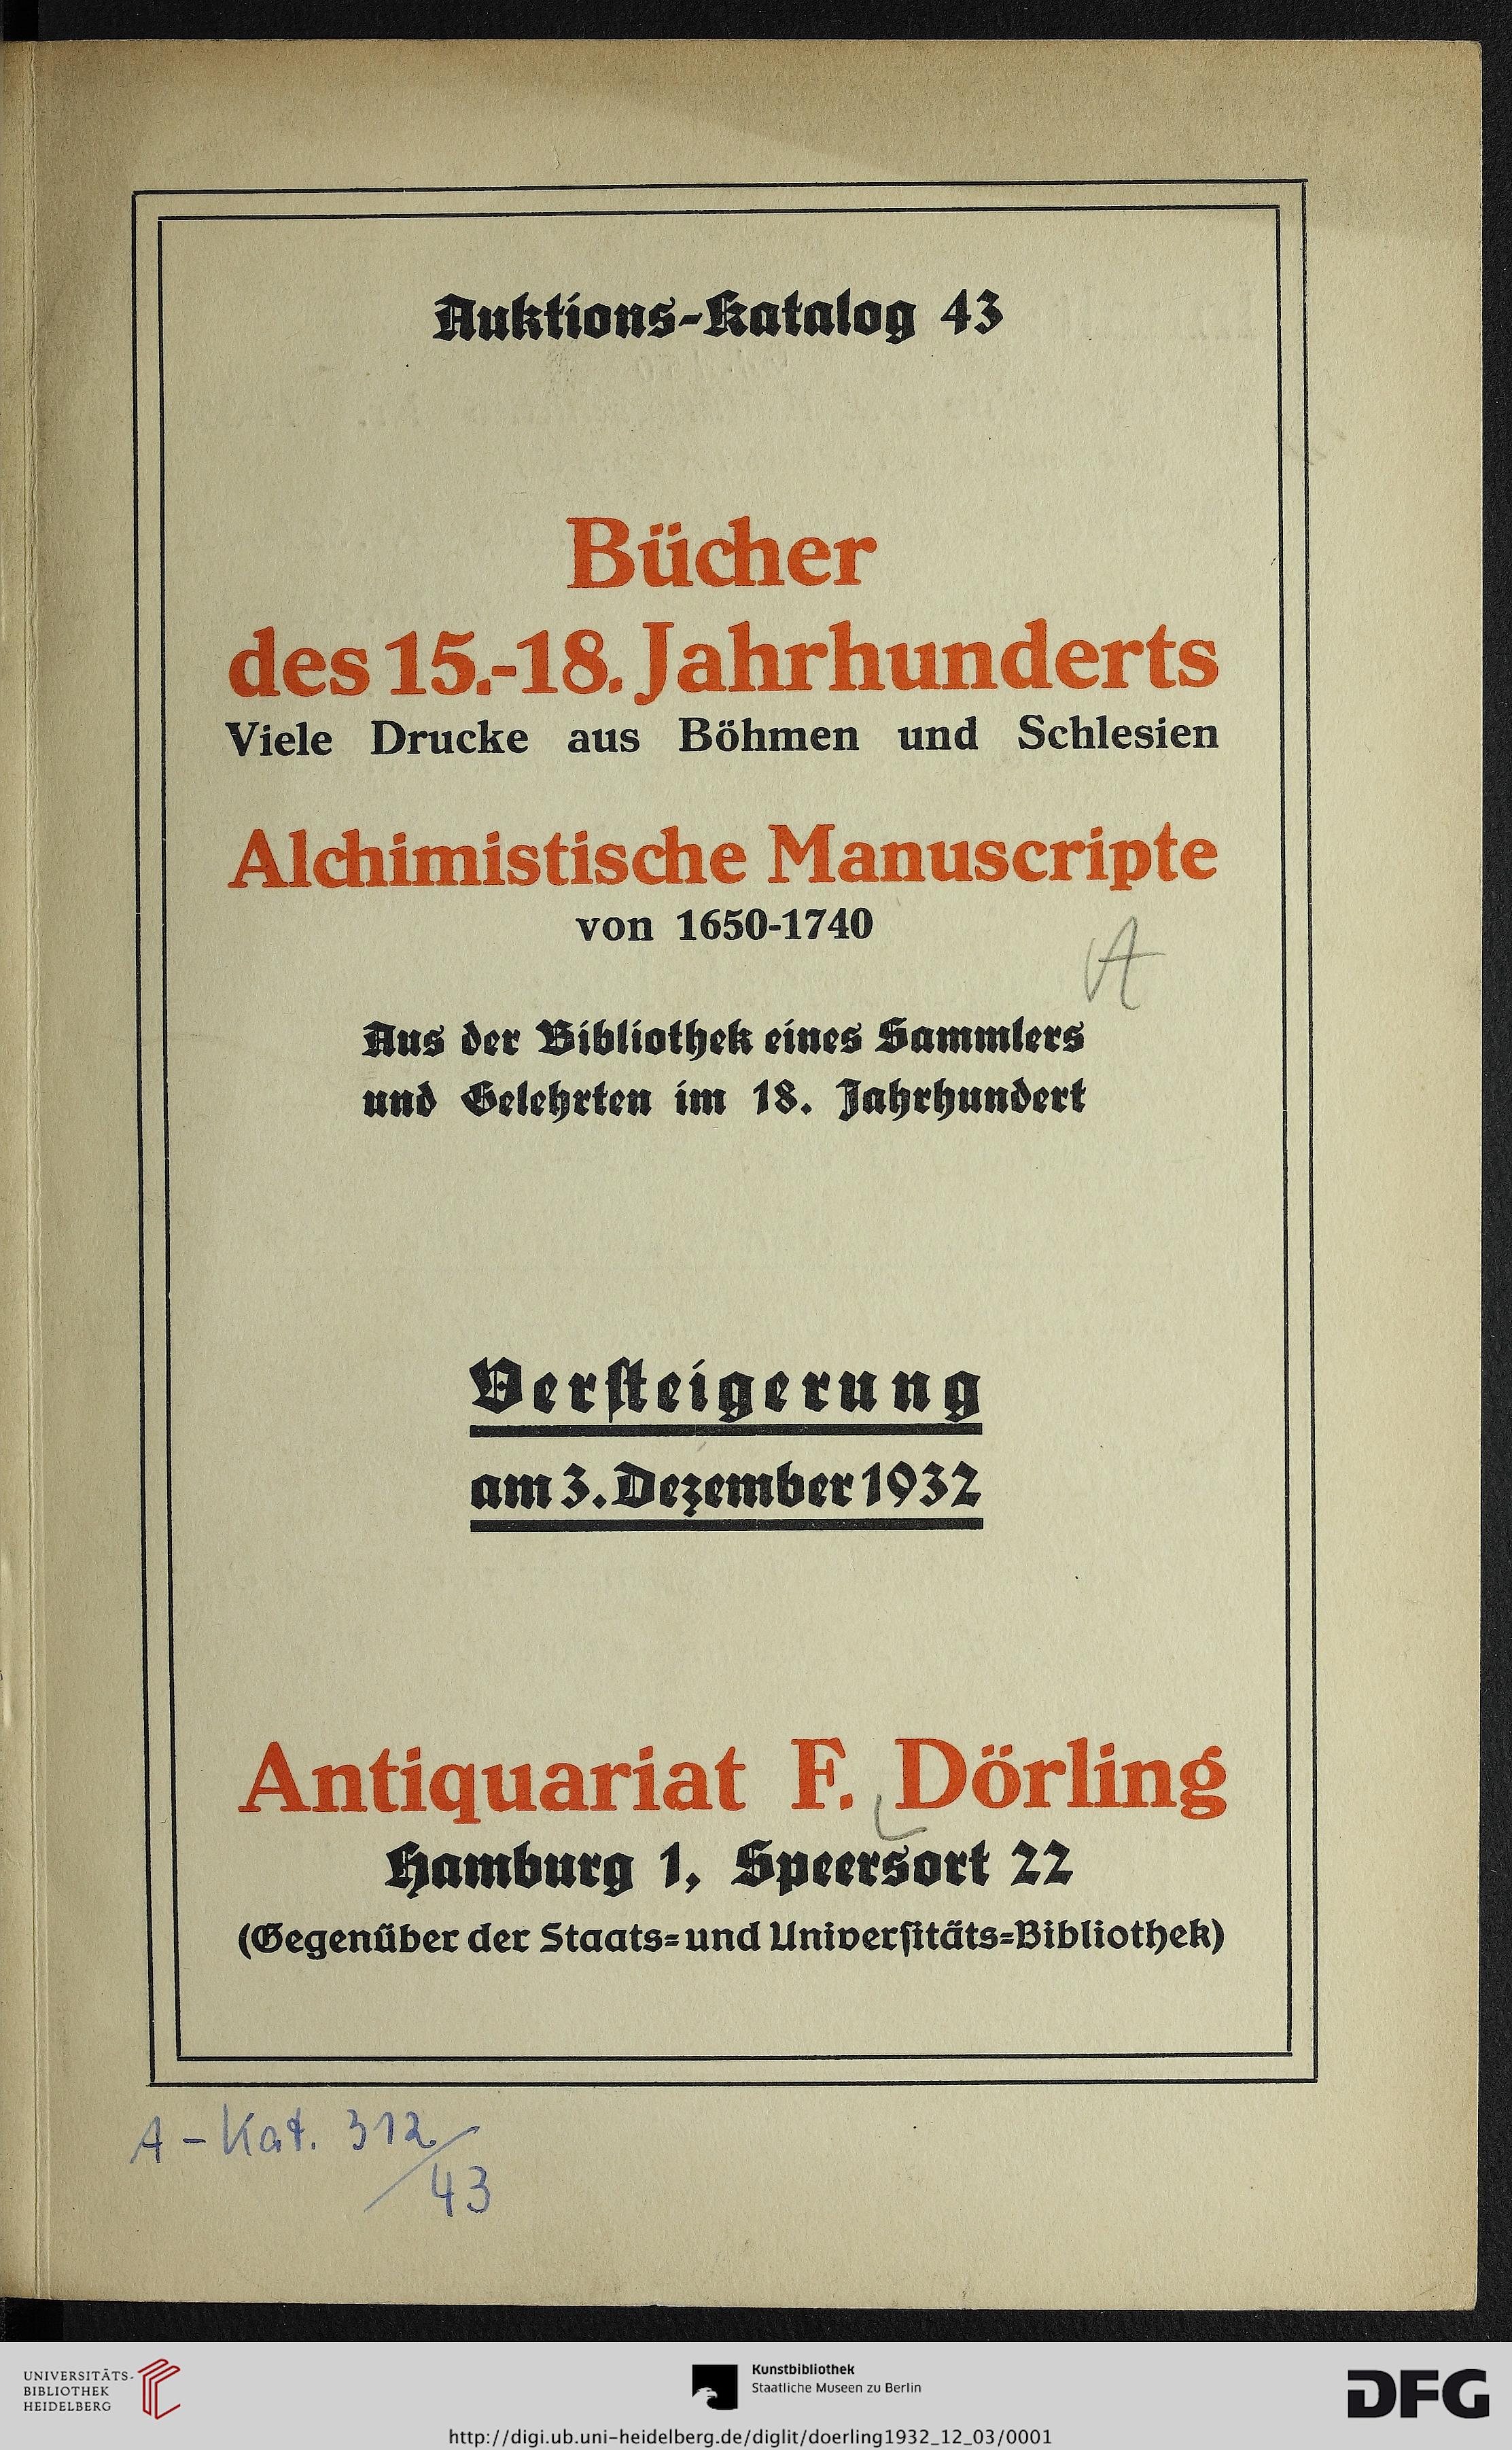 Auktions-Katalog 43
Bücher
des 15.-18. Jahrhunderts
Viele Drucke aus Böhmen und Schlesien
Alchimistische Manuscripte
von 1650-1740
A
Aus der Bibliothek eines Sammlers
und Gelehrten im 18. Jahrhundert
Versteigerung
am 3. Dezember 1932
Antiquariat F. Dörling
Hamburg 1, Speersort 22
(Gegenüber der Staats= und Universitäts=Bibliothek)
A - Kat. 312/
43
UNIVERSITÄTS-
BIBLIOTHEK
HEIDELBERG
Kunstbibliothek
Staatliche Museen zu Berlin
DFG
http://digi.ub.uni-heidelberg.de/diglit/doerling1932_12_03/0001